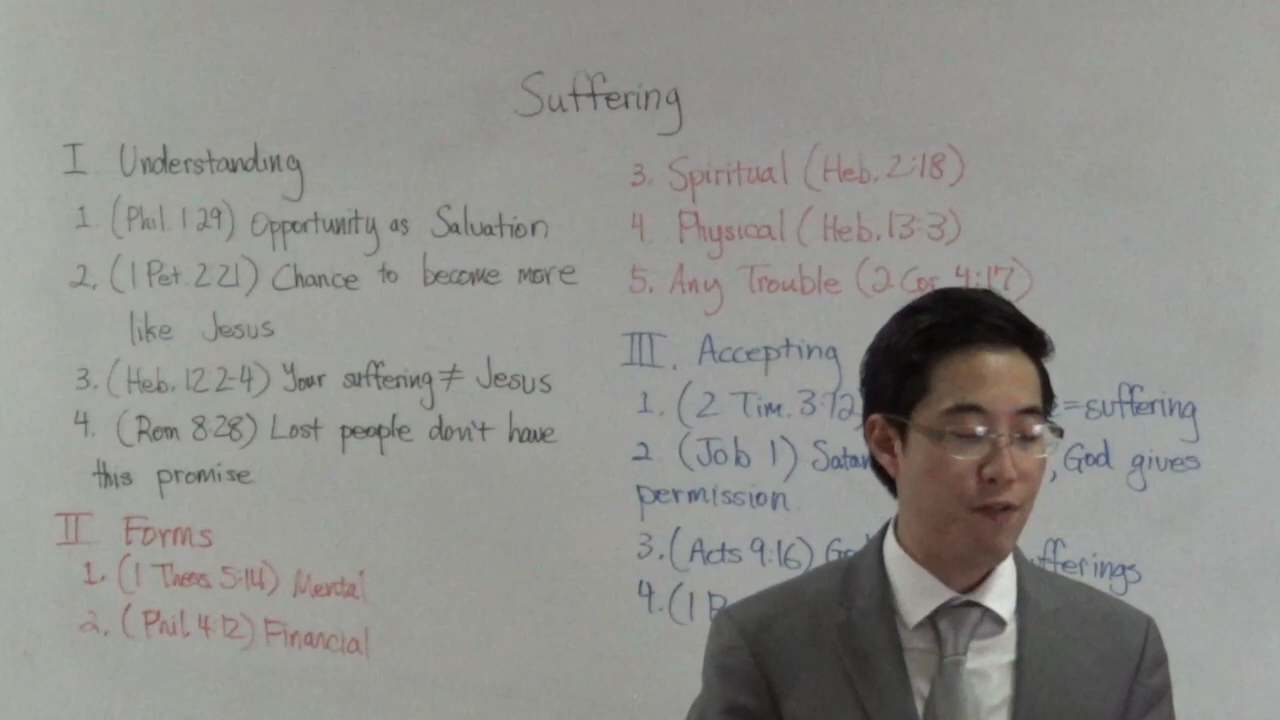 Suffering
I Understanding
1. (Phil. 1:29) Opportunity as Salvation
2. (1 Pet. 2:21) Chance to become more
like Jesus
3. (Heb. 12:2-4) Your suffering ≠ Jesus
4. (Rom 8:28) Lost people don't have
this promise
II Forms
1. (1 Thess 5:14) Mental
2. (Phil. 4:12) Financial
3. Spiritual (Heb. 2:18)
4 Physical (Heb. 13:3)
5. Any Trouble (2 Cor 4:17)
III. Accepting
1. (2 Tim. 3:12 =suffering
2 (Job 1) , God gives
permission
3. (Acts 9:16)
4. (1